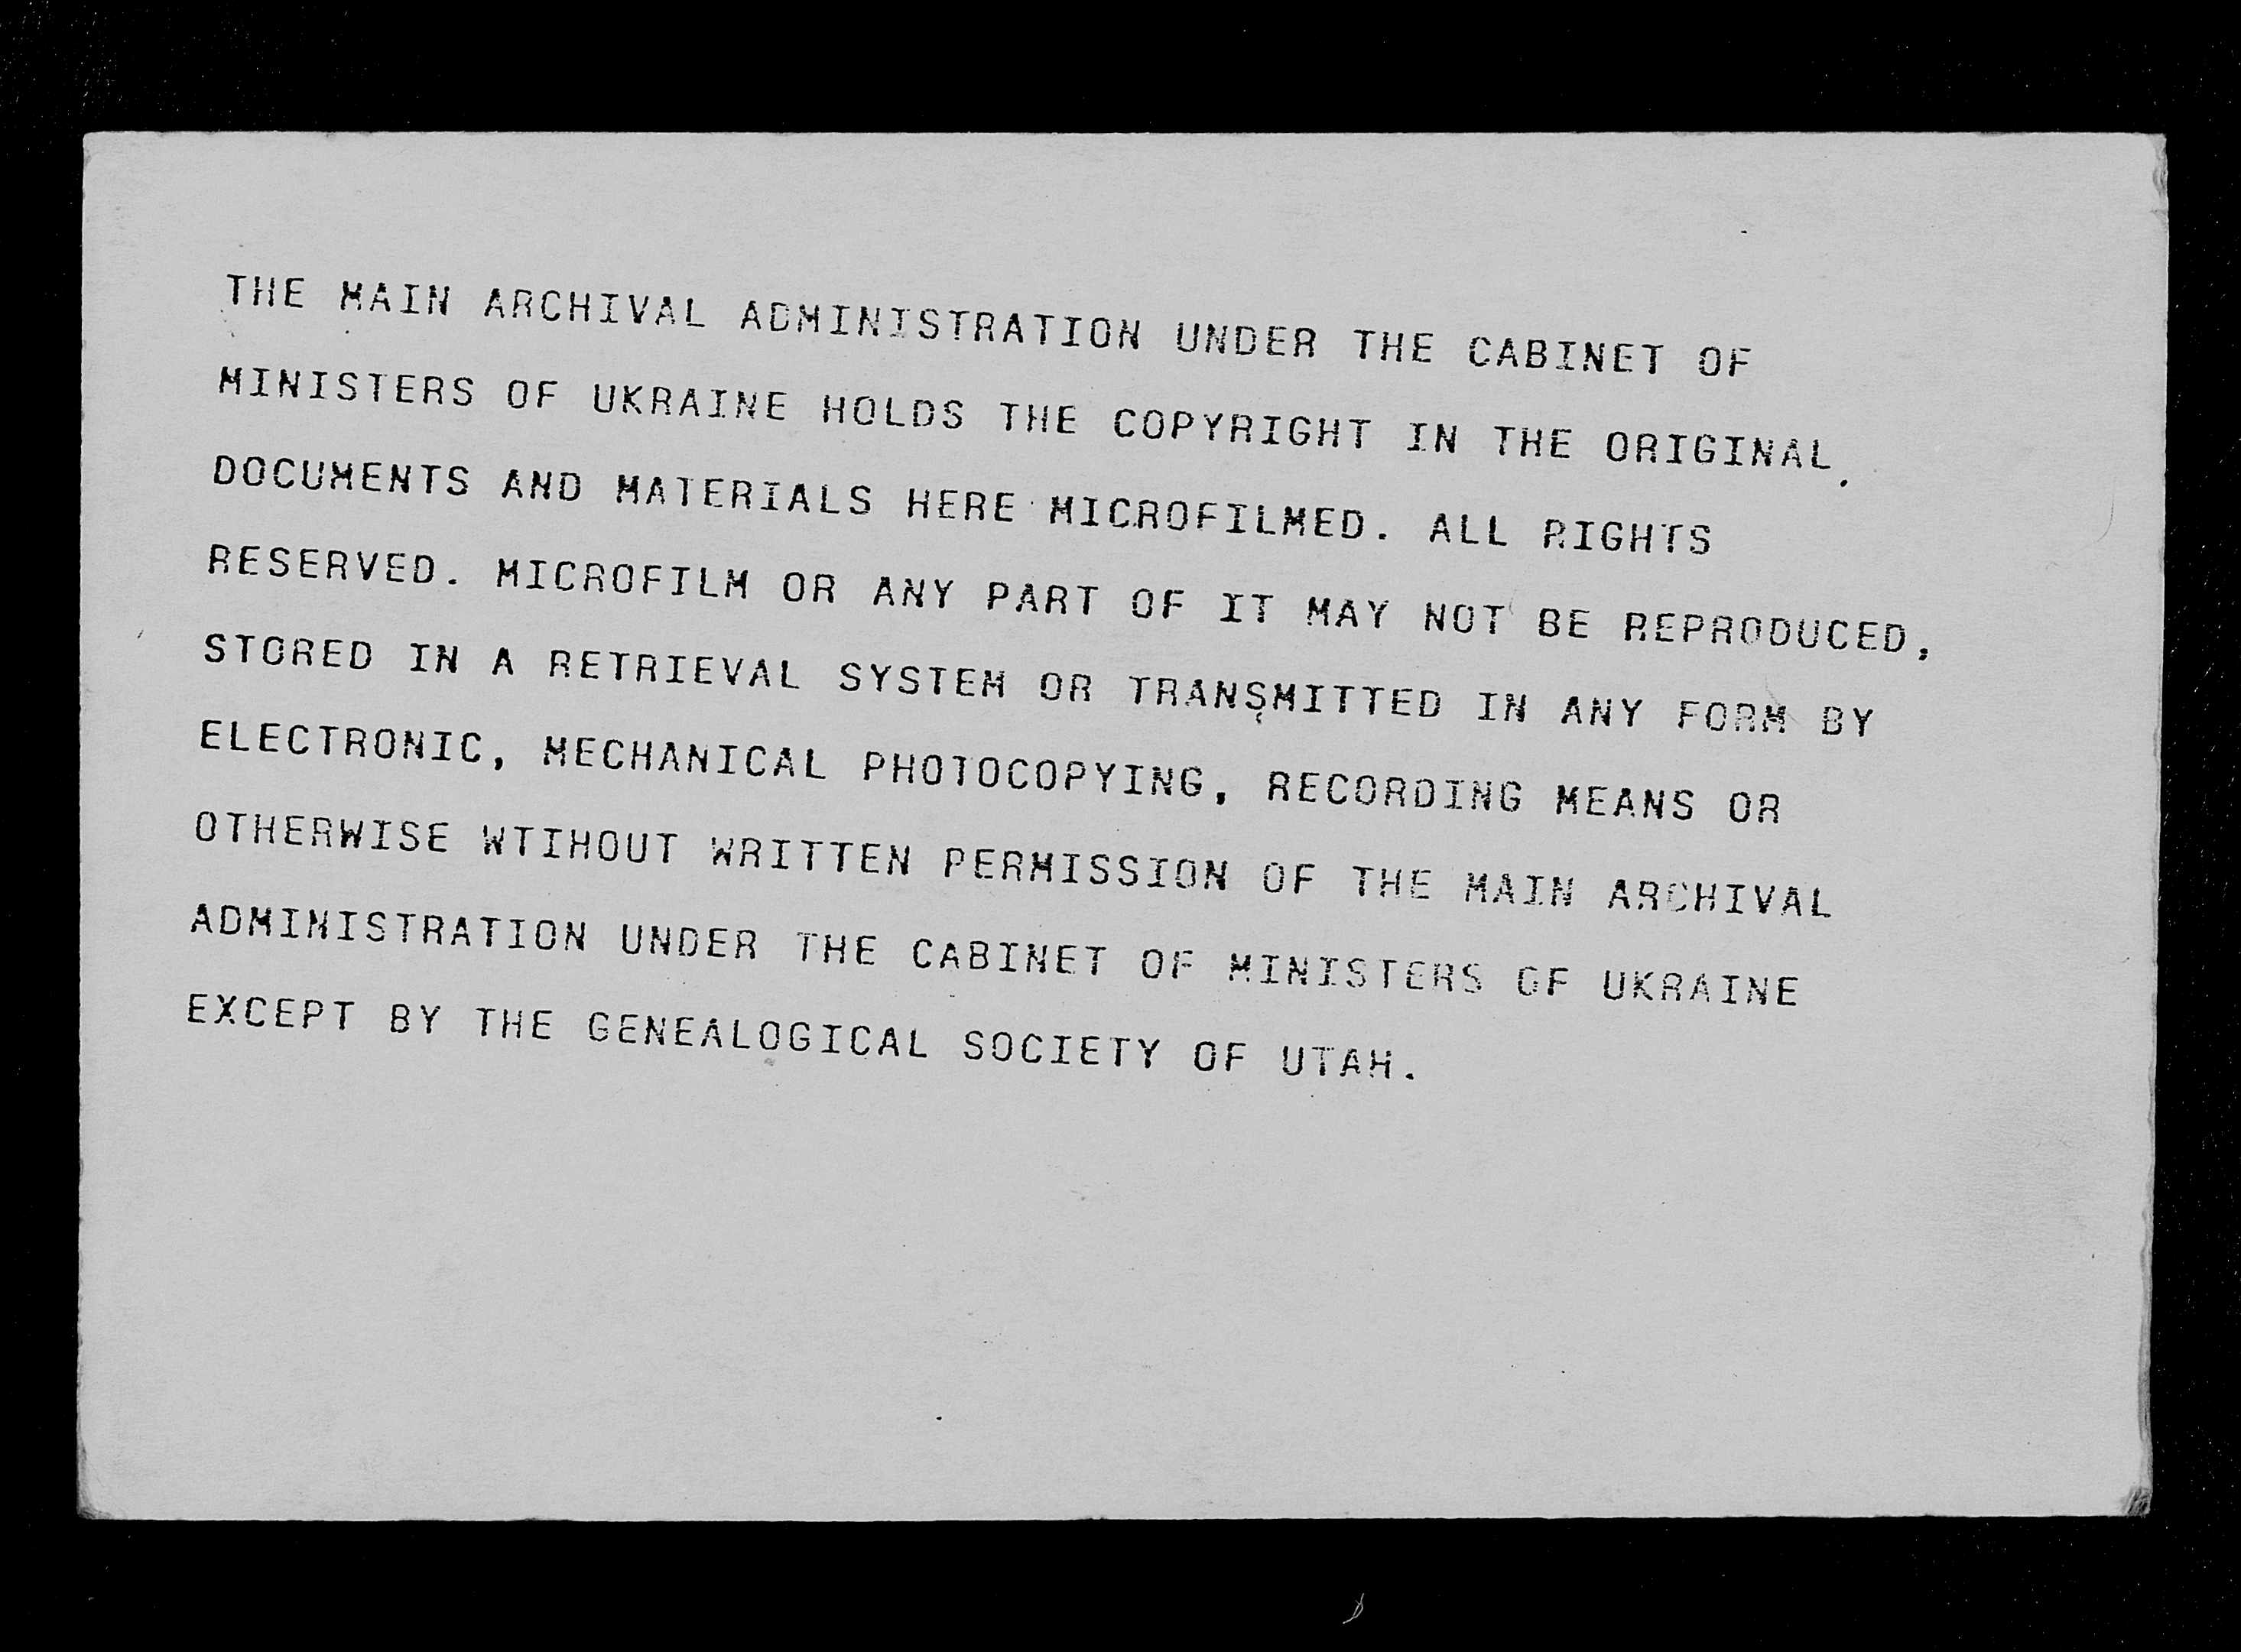 THE MAIN ARCHIVAL ADMINISTRATION UNDER THE CABINET OF
MINISTERS OF UKRAINE HOLDS THE COPYRIGHT IN THE ORIGINAL
DOCUMENTS AND MATERIALS HERE MICROFILMED. ALL RIGHTS
RESERVED. MICROFILM OR ANY PART OF IT MAY NOT BE REPRODUCED,
STORED IN A RETRIEVAL SYSTEM OR TRANSMITTED IN ANY FORM BY
ELECTRONIC, MECHANICAL PHOTOCOPYING, RECORDING MEANS OR
OTHERWISE WTIHOUT WRITTEN PERMISSION OF THE MAIN ARCHIVAL
ADMINISTRATION UNDER THE CABINET OF MINISTERS OF UKRAINE
EXCEPT BY THE GENEALOGICAL SOCIETY OF UTAH.